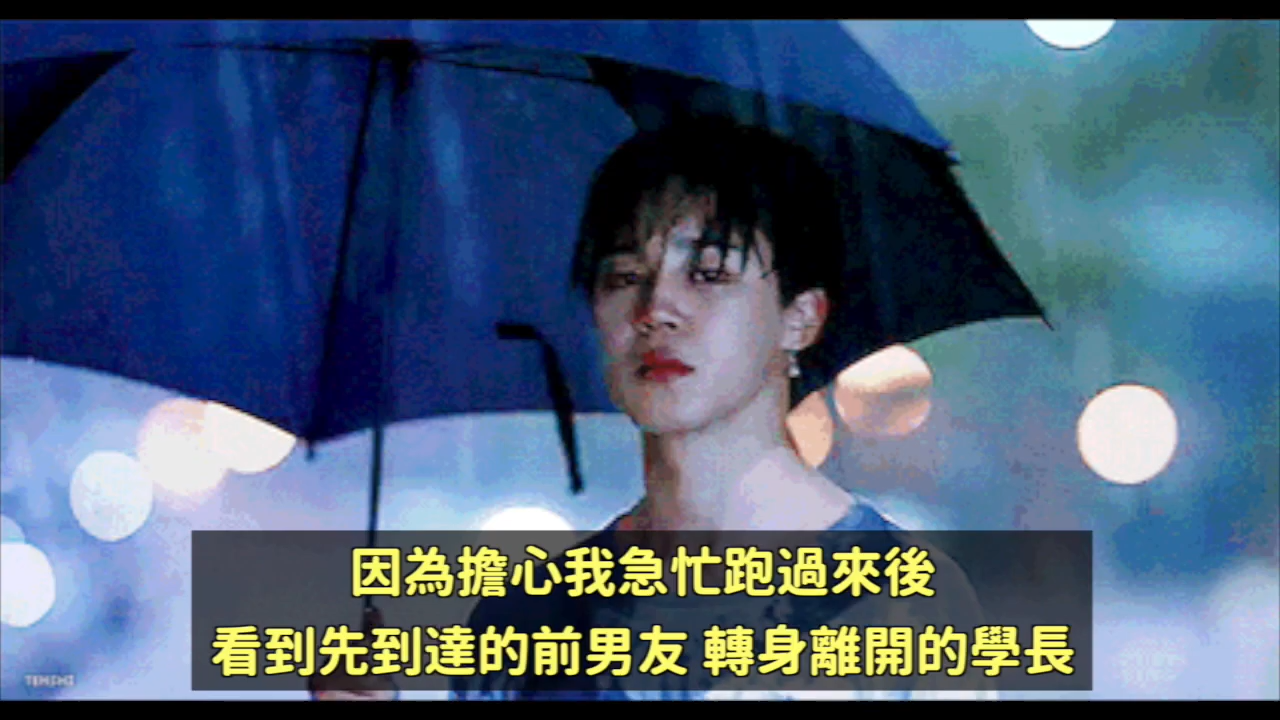 因為擔心我急忙跑過來後
看到先到達的前男友 轉身離開的學長